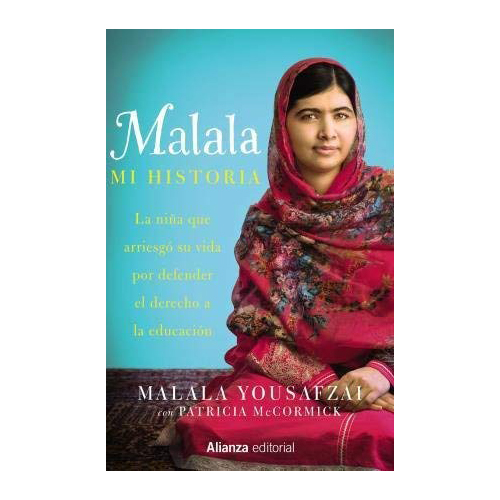 Malala
MI HISTORIA
La niña que
arriesgó su vida
por defender
el derecho a
la educación
MALALA YOUSAFZAI
con PATRICIA McCORMICK
Alianza editorial